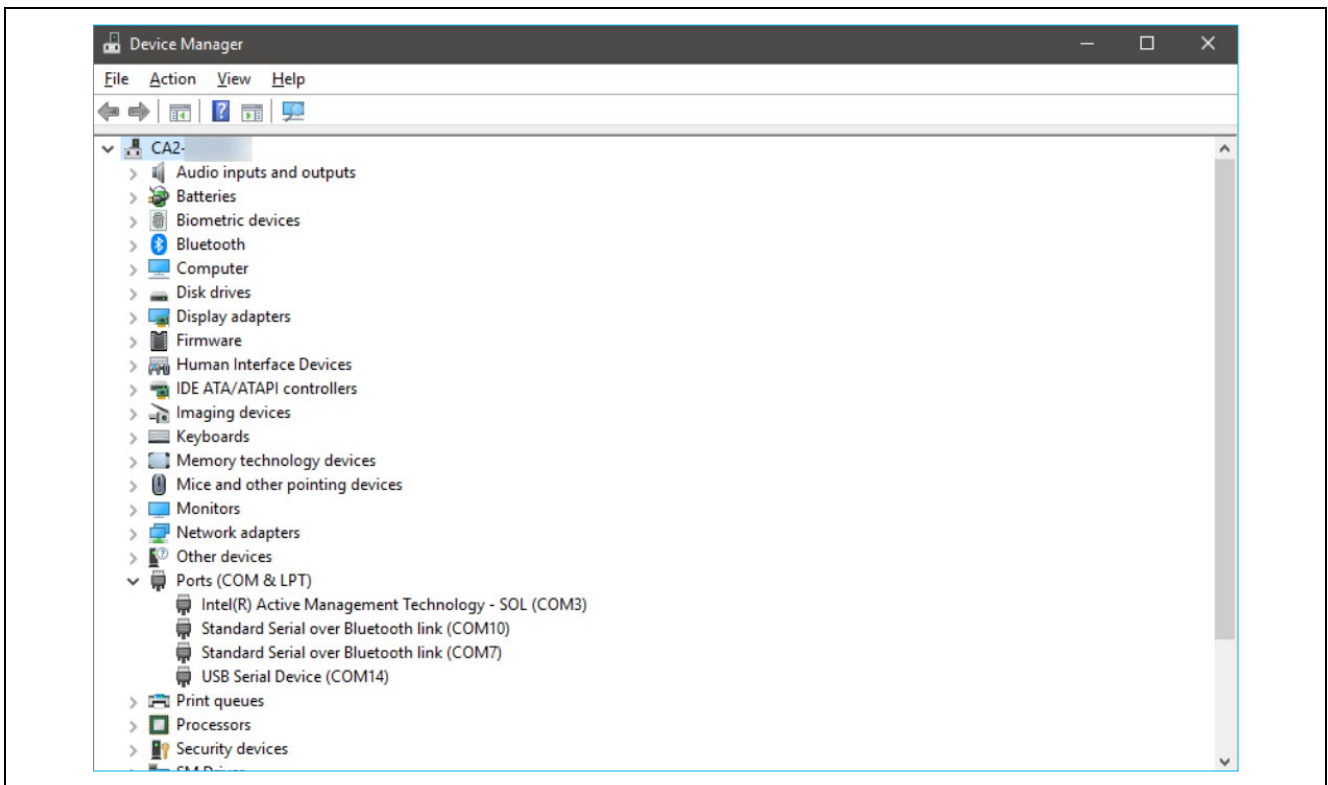 Device Manager
File Action View Help
CA2-
Audio inputs and outputs
Batteries
Biometric devices
Bluetooth
Computer
Disk drives
Display adapters
Firmware
Human Interface Devices
IDE ATA/ATAPI controllers
Imaging devices
Keyboards
Memory technology devices
Mice and other pointing devices
Monitors
Network adapters
Other devices
Ports (COM & LPT)
Intel(R) Active Management Technology - SOL (COM3)
Standard Serial over Bluetooth link (COM10)
Standard Serial over Bluetooth link (COM7)
USB Serial Device (COM14)
Print queues
Processors
Security devices